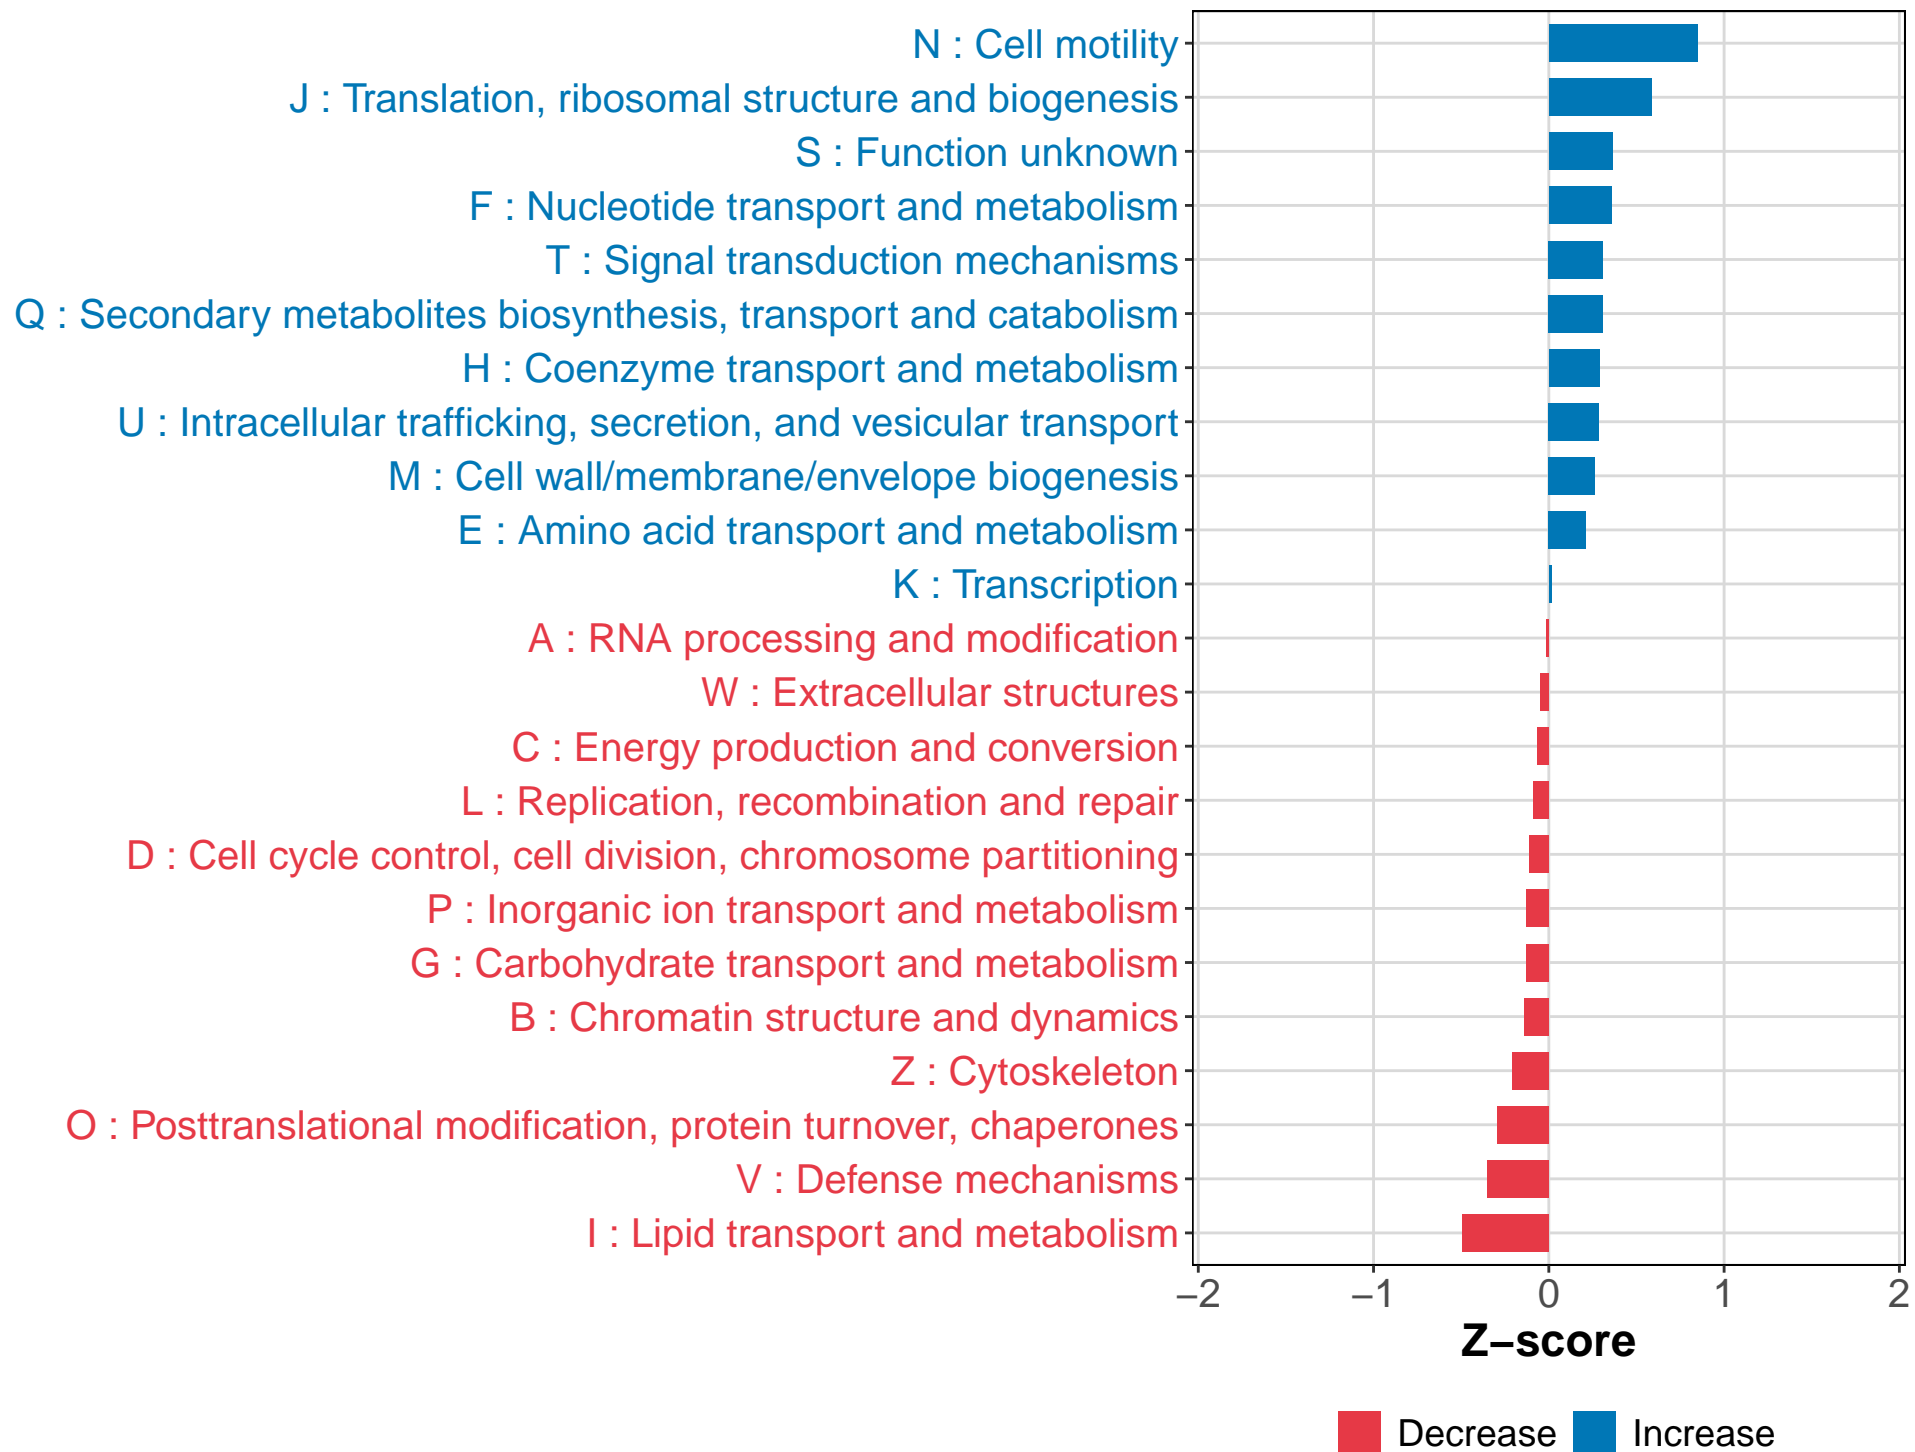 N : Cell motility
J : Translation, ribosomal structure and biogenesis
S : Function unknown
F : Nucleotide transport and metabolism
T : Signal transduction mechanisms
Q : Secondary metabolites biosynthesis, transport and catabolism
H : Coenzyme transport and metabolism
U : Intracellular trafficking, secretion, and vesicular transport
M : Cell wall/membrane/envelope biogenesis
E : Amino acid transport and metabolism
K : Transcription
A : RNA processing and modification
W : Extracellular structures
C : Energy production and conversion
L : Replication, recombination and repair
D : Cell cycle control, cell division, chromosome partitioning
P : Inorganic ion transport and metabolism
G : Carbohydrate transport and metabolism
B : Chromatin structure and dynamics
Z : Cytoskeleton
O : Posttranslational modification, protein turnover, chaperones
V : Defense mechanisms
I : Lipid transport and metabolism
−2 −1 0 1 2
Z−score
Decrease Increase